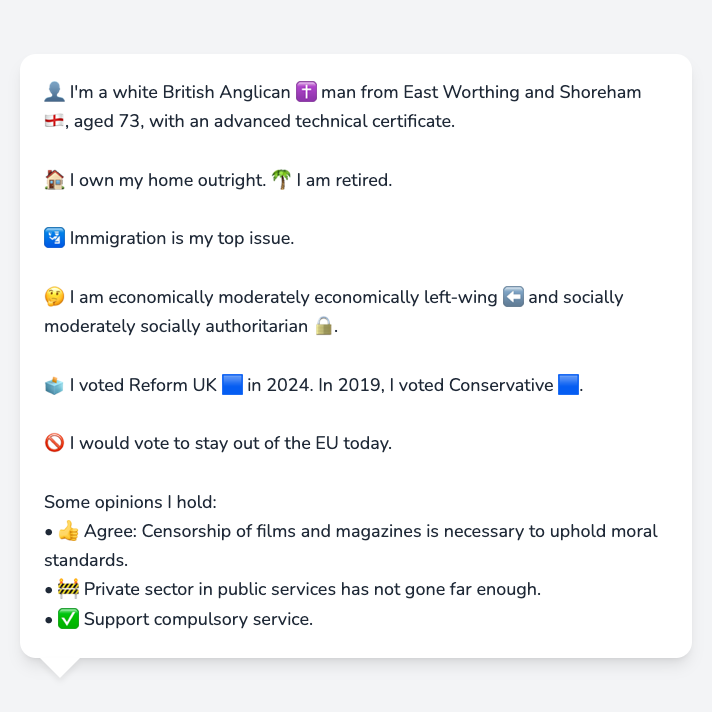 👤 I'm a white British Anglican ✝️ man from East Worthing and Shoreham
🏴󠁧󠁢󠁥󠁮󠁧󠁿, aged 73, with an advanced technical certificate.
🏠 I own my home outright. 🌴 I am retired.
🛂 Immigration is my top issue.
🤔 I am economically moderately economically left-wing ⬅️ and socially
moderately socially authoritarian 🔒.
🗳️ I voted Reform UK 🟦 in 2024. In 2019, I voted Conservative 🟦.
🚫 I would vote to stay out of the EU today.
Some opinions I hold:
• 👍 Agree: Censorship of films and magazines is necessary to uphold moral
standards.
• 🚧 Private sector in public services has not gone far enough.
• ✅ Support compulsory service.